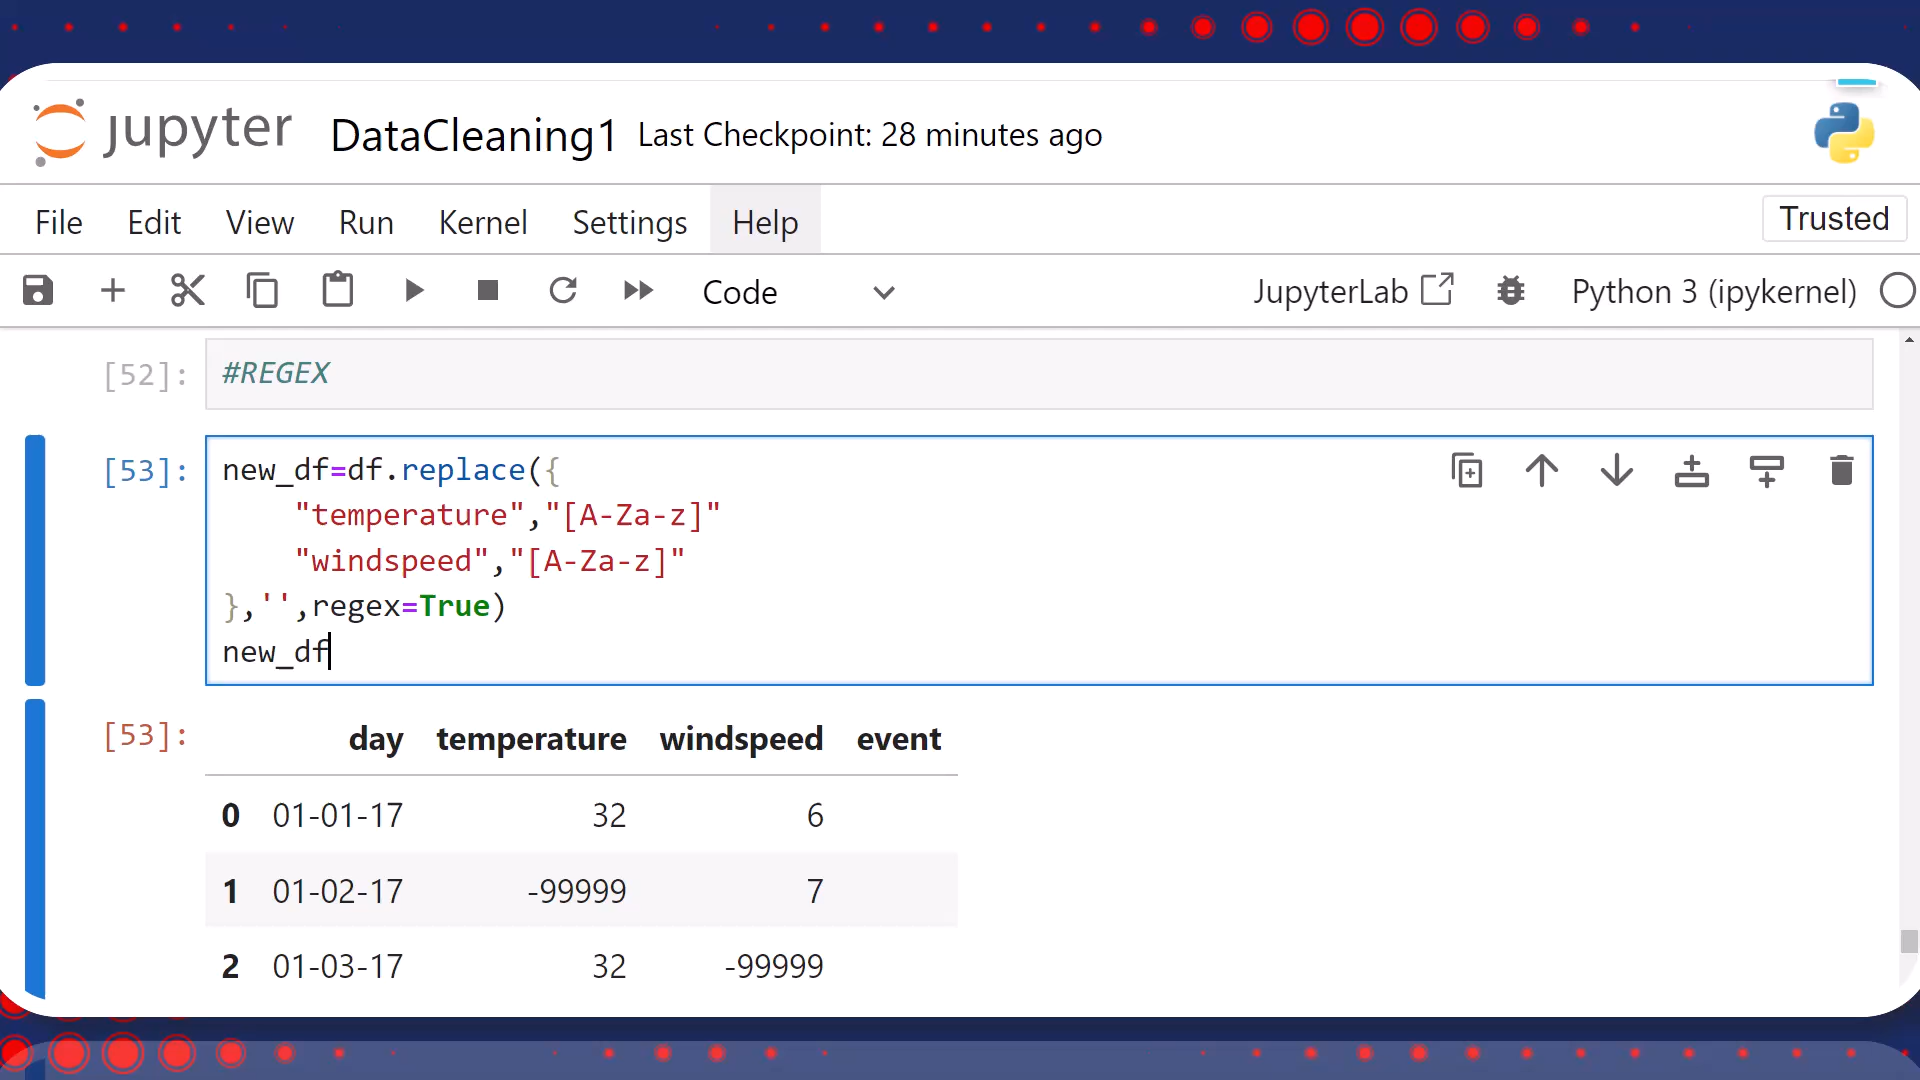 jupyter DataCleaning1 Last Checkpoint: 28 minutes ago
File Edit View Run Kernel Settings Help Trusted
Code JupyterLab Python 3 (ipykernel)
[52]: #REGEX
[53]: new_df=df.replace({
"temperature","[A-Za-z]"
"windspeed","[A-Za-z]"
},'',regex=True)
new_df
[53]: day temperature windspeed event
0 01-01-17 32 6
1 01-02-17 -99999 7
2 01-03-17 32 -99999